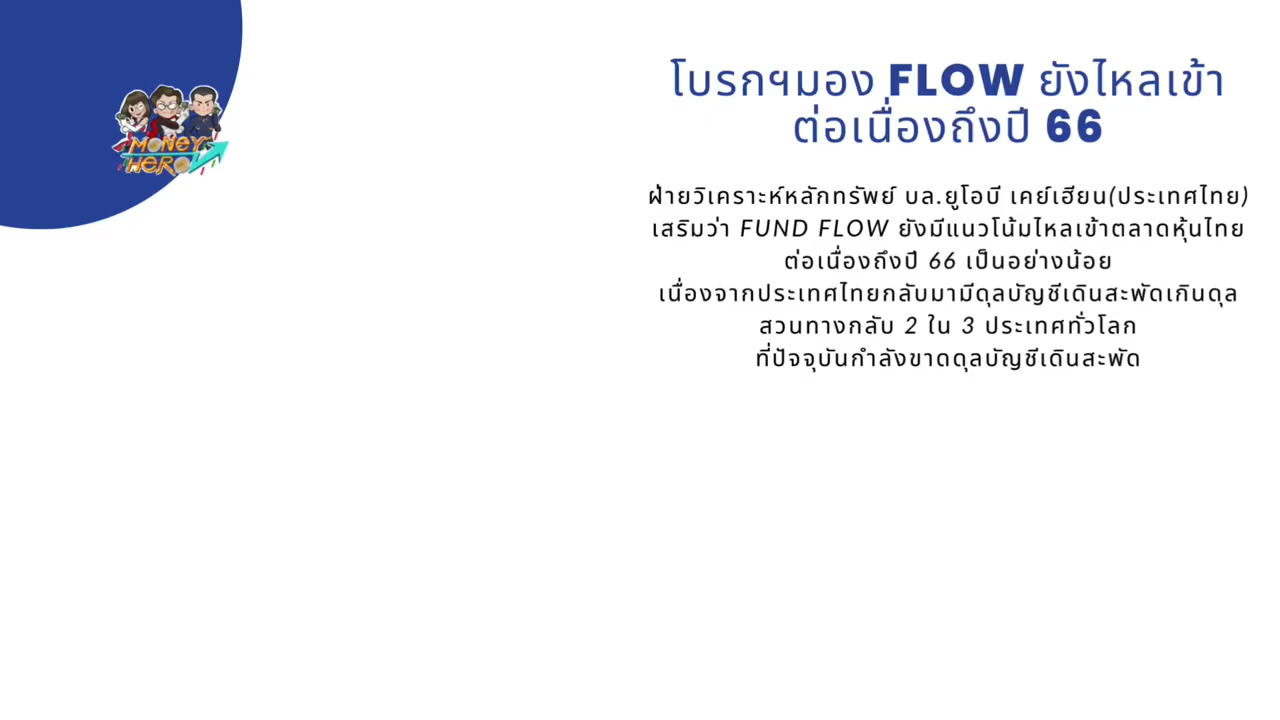 MONEY
HERO
โบรกฯมอง FLOW ยังไหลเข้า
ต่อเนื่องถึงปี 66
ฝ่ายวิเคราะห์หลักทรัพย์ บล.ยูโอบี เคย์เฮียน(ประเทศไทย)
เสริมว่า FUND FLOW ยังมีแนวโน้มไหลเข้าตลาดหุ้นไทย
ต่อเนื่องถึงปี 66 เป็นอย่างน้อย
เนื่องจากประเทศไทยกลับมามีดุลบัญชีเดินสะพัดเกินดุล
สวนทางกลับ 2 ใน 3 ประเทศทั่วโลก
ที่ปัจจุบันกำลังขาดดุลบัญชีเดินสะพัด